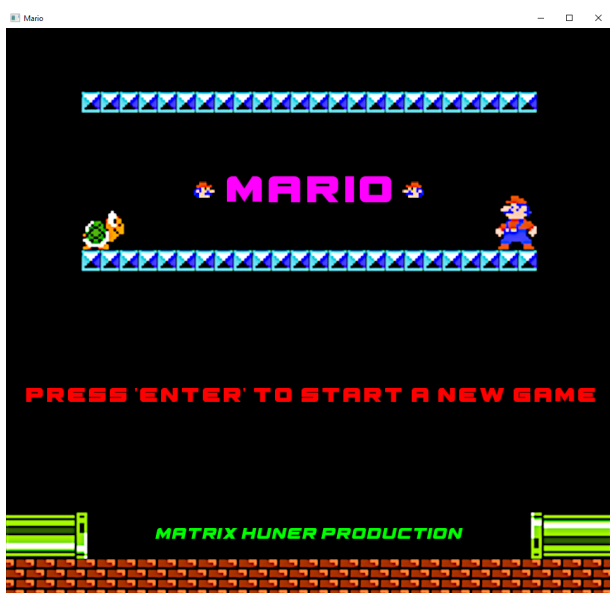 Mario
MARIO
PRESS 'ENTER' TO START A NEW GAME
MATRIX HUNER PRODUCTION